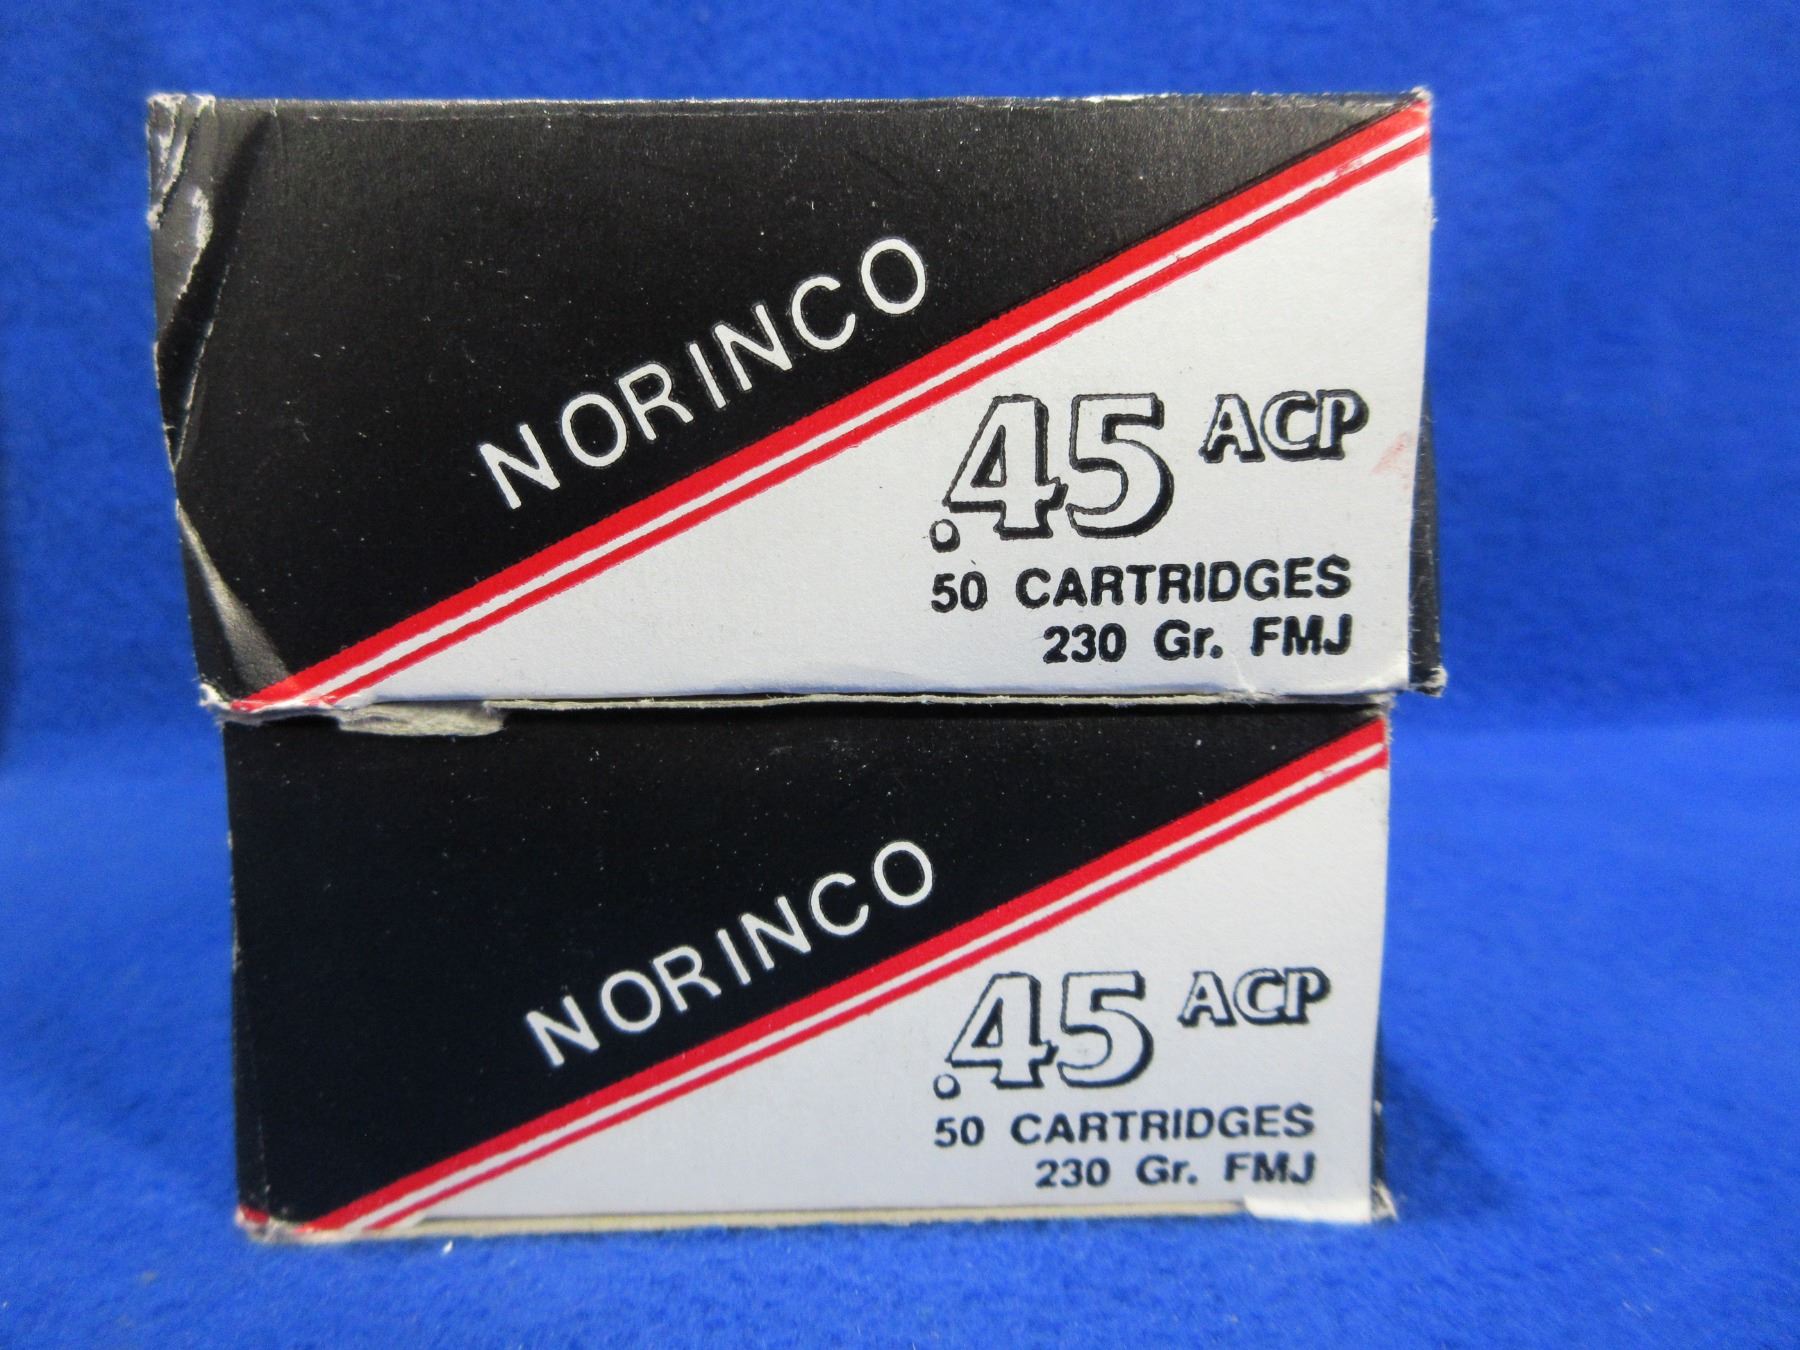 NORINCO
.45 ACP
50 CARTRIDGES
230 Gr. FMJ
NORINCO
.45 ACP
50 CARTRIDGES
230 Gr. FMJ